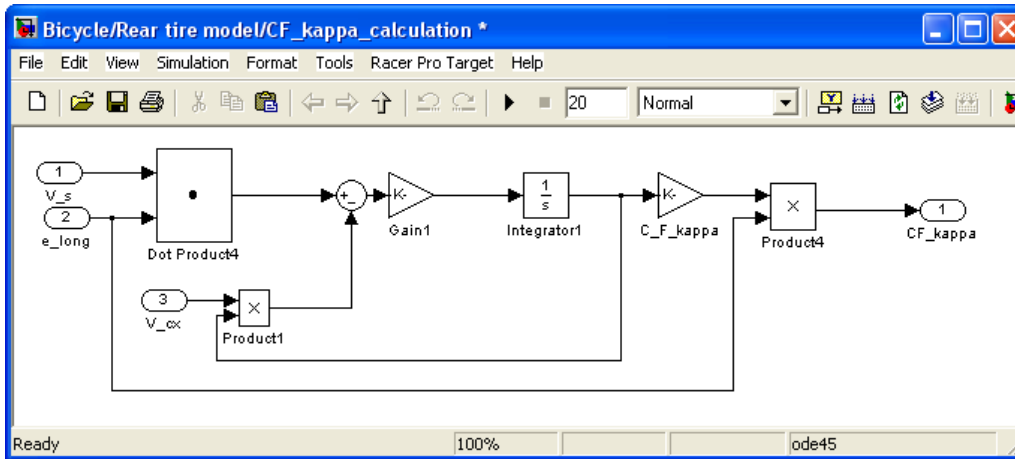 Bicycle/Rear tire model/CF_kappa_calculation *
File Edit View Simulation Format Tools Racer Pro Target Help
20 Normal
1
V_s
2
e_long
Dot Product4
+
-
K-
Gain1
1
s
Integrator1
K-
C_F_kappa
×
Product4
1
CF_kappa
3
V_cx
×
Product1
Ready 100% ode45